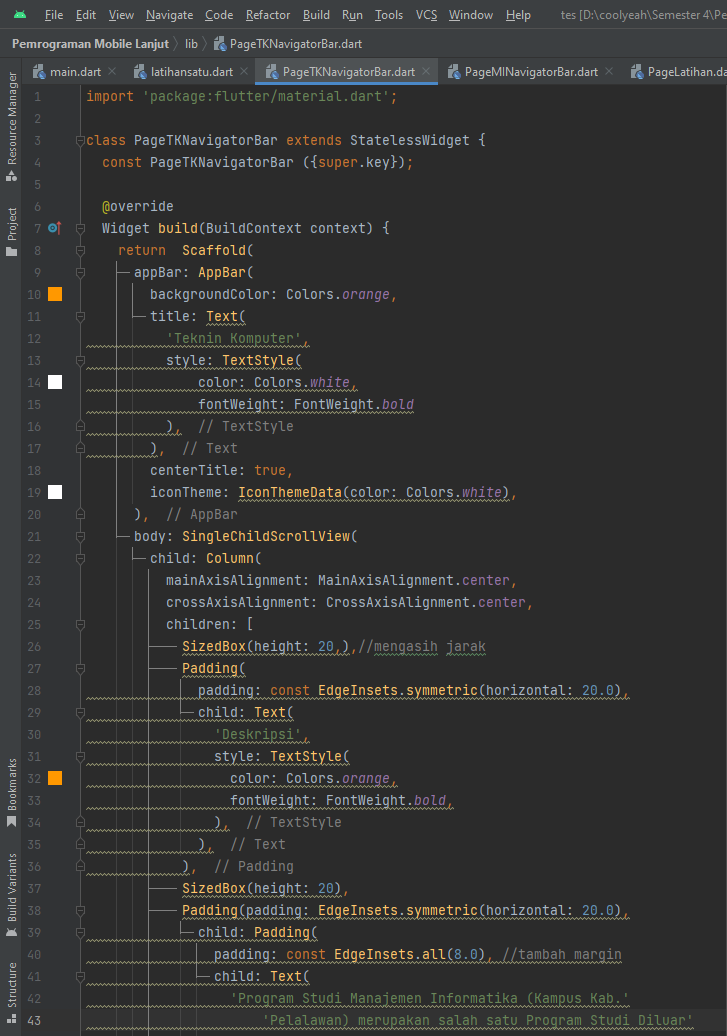 File Edit View Navigate Code Refactor Build Run Tools VCS Window Help tes [D:\coolyeah\Semester 4\Pe
Pemrograman Mobile Lanjut lib PageTKNavigatorBar.dart
main.dart latihansatu.dart PageTKNavigatorBar.dart PageMINavigatorBar.dart PageLatihan.da
Resource Manager
Project
Bookmarks
Build Variants
Structure
1 import 'package:flutter/material.dart';
2
3 class PageTKNavigatorBar extends StatelessWidget {
4 const PageTKNavigatorBar ({super.key});
5
6 @override
7 Widget build(BuildContext context) {
8 return Scaffold(
9 appBar: AppBar(
10 backgroundColor: Colors.orange,
11 title: Text(
12 'Teknin Komputer',
13 style: TextStyle(
14 color: Colors.white,
15 fontWeight: FontWeight.bold
16 ), // TextStyle
17 ), // Text
18 centerTitle: true,
19 iconTheme: IconThemeData(color: Colors.white),
20 ), // AppBar
21 body: SingleChildScrollView(
22 child: Column(
23 mainAxisAlignment: MainAxisAlignment.center,
24 crossAxisAlignment: CrossAxisAlignment.center,
25 children: [
26 SizedBox(height: 20,),//mengasih jarak
27 Padding(
28 padding: const EdgeInsets.symmetric(horizontal: 20.0),
29 child: Text(
30 'Deskripsi',
31 style: TextStyle(
32 color: Colors.orange,
33 fontWeight: FontWeight.bold,
34 ), // TextStyle
35 ), // Text
36 ), // Padding
37 SizedBox(height: 20),
38 Padding(padding: EdgeInsets.symmetric(horizontal: 20.0),
39 child: Padding(
40 padding: const EdgeInsets.all(8.0), //tambah margin
41 child: Text(
42 'Program Studi Manajemen Informatika (Kampus Kab.'
43 'Pelalawan) merupakan salah satu Program Studi Diluar'